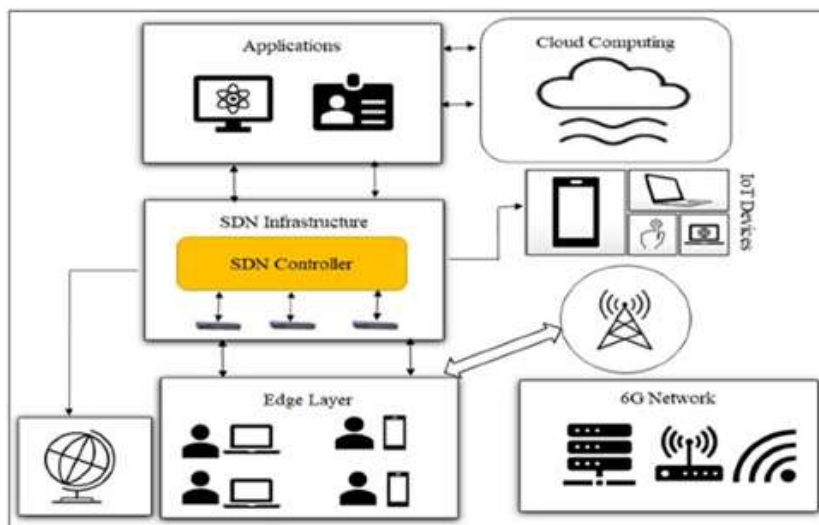 Applications
Cloud Computing
SDN Infrastructure
SDN Controller
IoT Devices
Edge Layer
6G Network